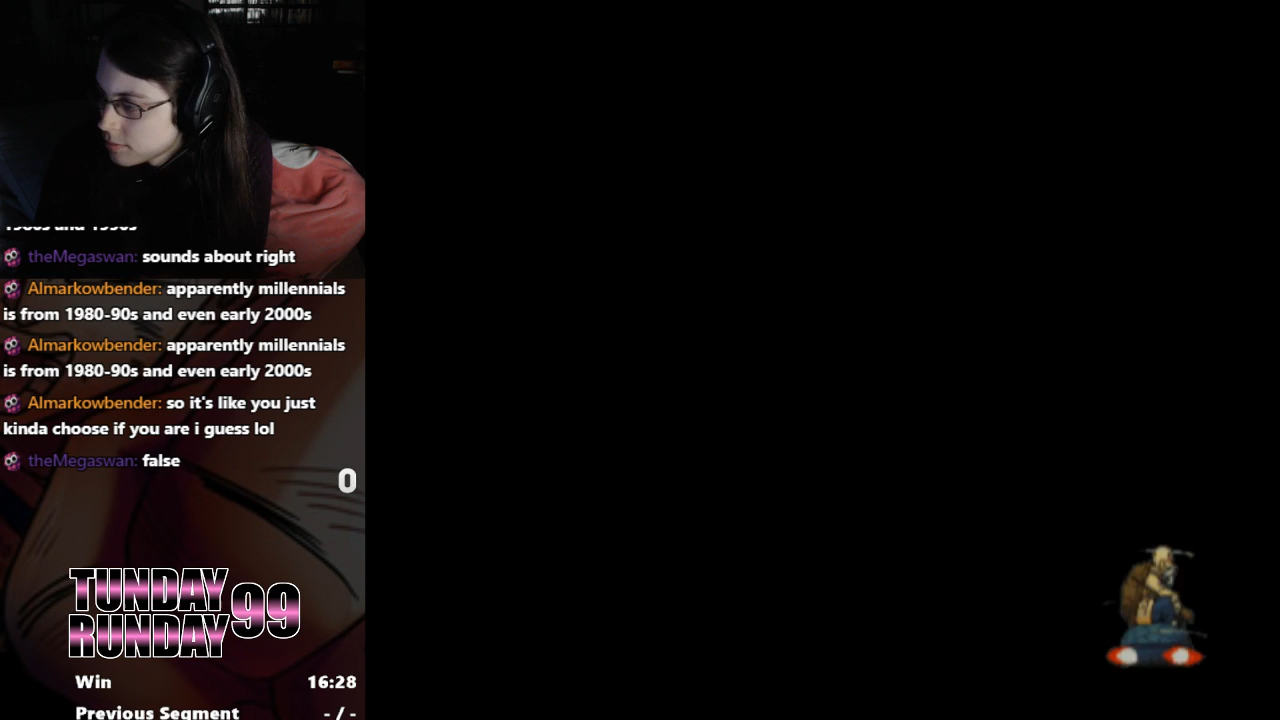 theMegaswan: sounds about right
Almarkowbender: apparently millennials
is from 1980-90s and even early 2000s
Almarkowbender: apparently millennials
is from 1980-90s and even early 2000s
Almarkowbender: so it's like you just
kinda choose if you are i guess lol
theMegaswan: false
0
TUNDAY
RUNDAY 99
Win 16:28
Previous Segment - / -